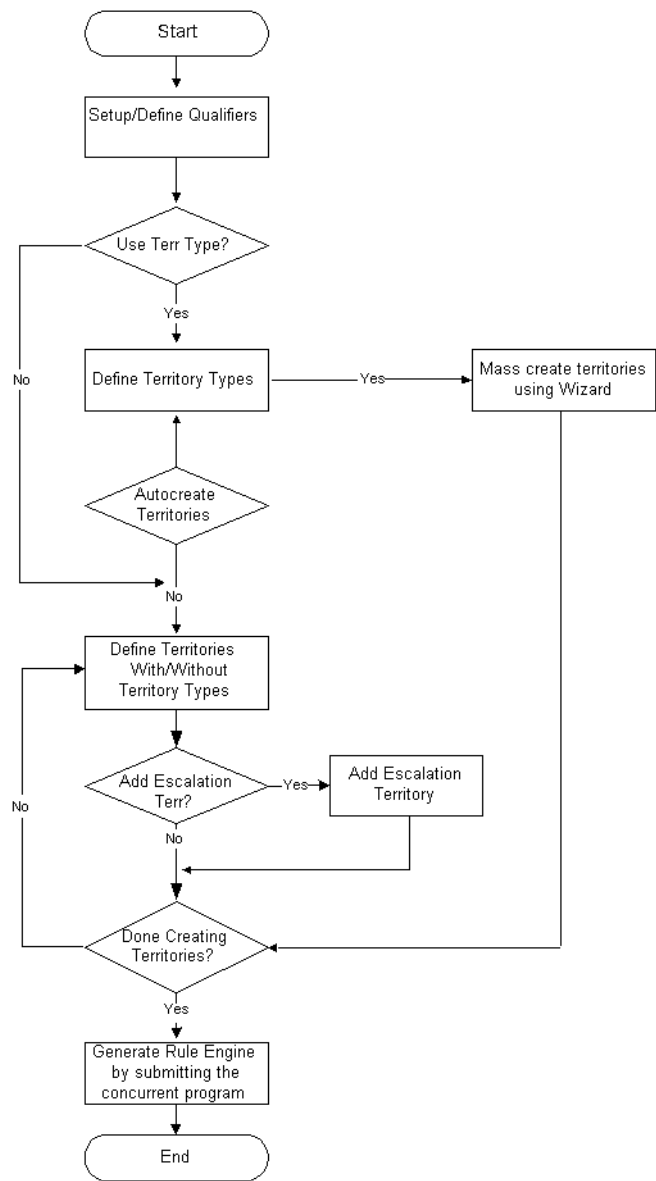 Start
Setup/Define Qualifiers
Use Terr Type?
Yes
No
Define Territory Types
Yes
Mass create territories
using Wizard
Autocreate
Territories
No
Define Territories
With/Without
Territory Types
Add Escalation
Terr?
Yes
Add Escalation
Territory
No
No
Done Creating
Territories?
Yes
Generate Rule Engine
by submitting the
concurrent program
End